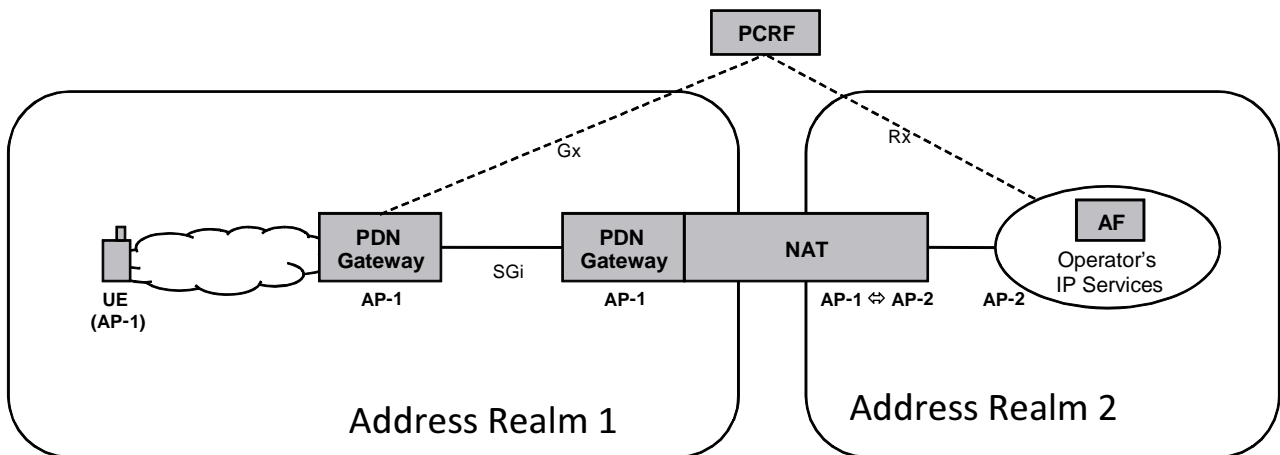 PCRF
Gx
Rx
PDN
Gateway
SGi
PDN
Gateway
NAT
AF
Operator's
IP Services
UE
(AP-1)
AP-1
AP-1
AP-1 ⇔ AP-2
AP-2
Address Realm 1
Address Realm 2